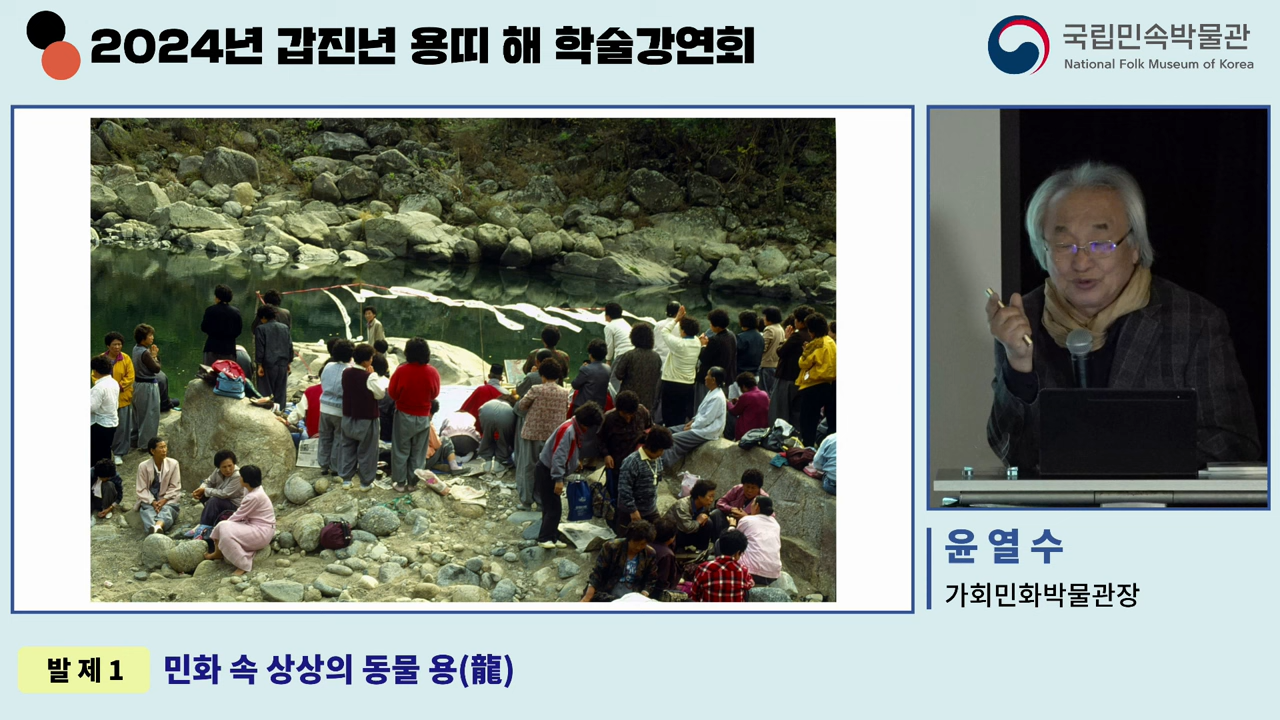 2024년 갑진년 용띠 해 학술강연회
국립민속박물관
National Folk Museum of Korea
윤열수
가회민화박물관장
발제1 민화 속 상상의 동물 용(龍)